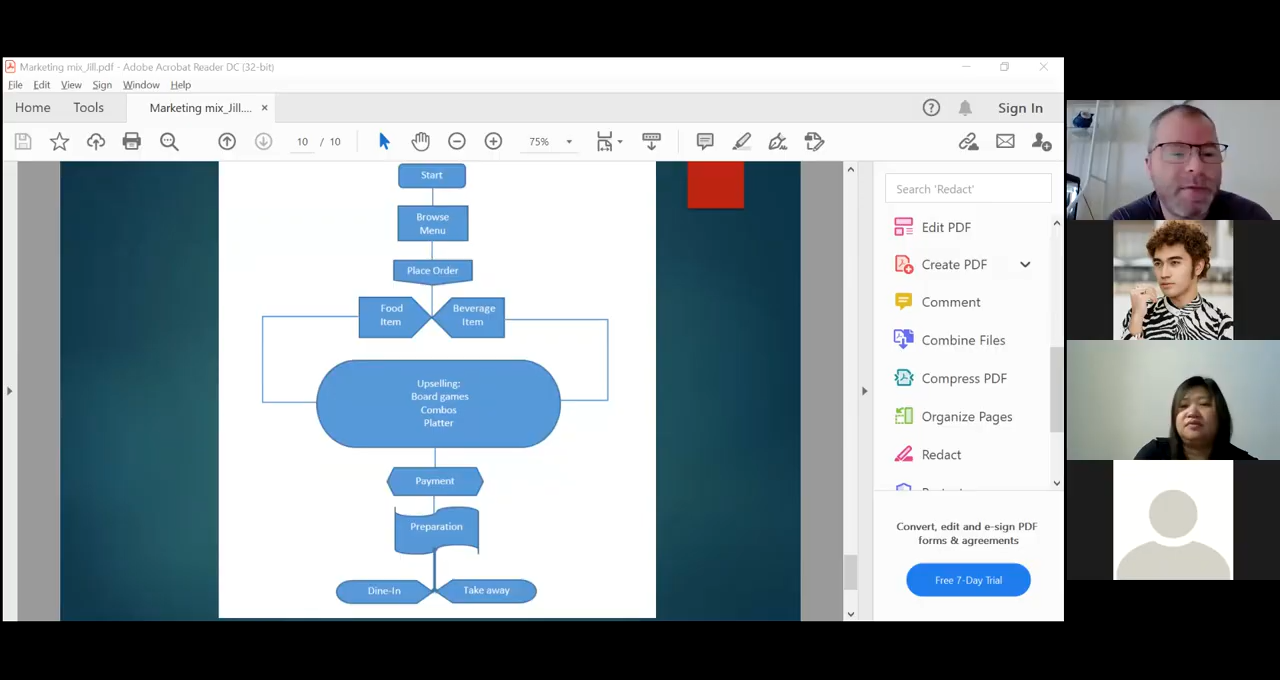 Marketing mix_Jill.pdf - Adobe Acrobat Reader DC (32-bit)
File Edit View Sign Window Help
Home Tools Marketing mix_Jill.... ×
Sign In
10 / 10
75%
Start
Browse
Menu
Place Order
Food
Item
Beverage
Item
Upselling:
Board games
Combos
Platter
Payment
Preparation
Dine-In
Take away
Search 'Redact'
Edit PDF
Create PDF
Comment
Combine Files
Compress PDF
Organize Pages
Redact
Convert, edit and e-sign PDF
forms & agreements
Free 7-Day Trial